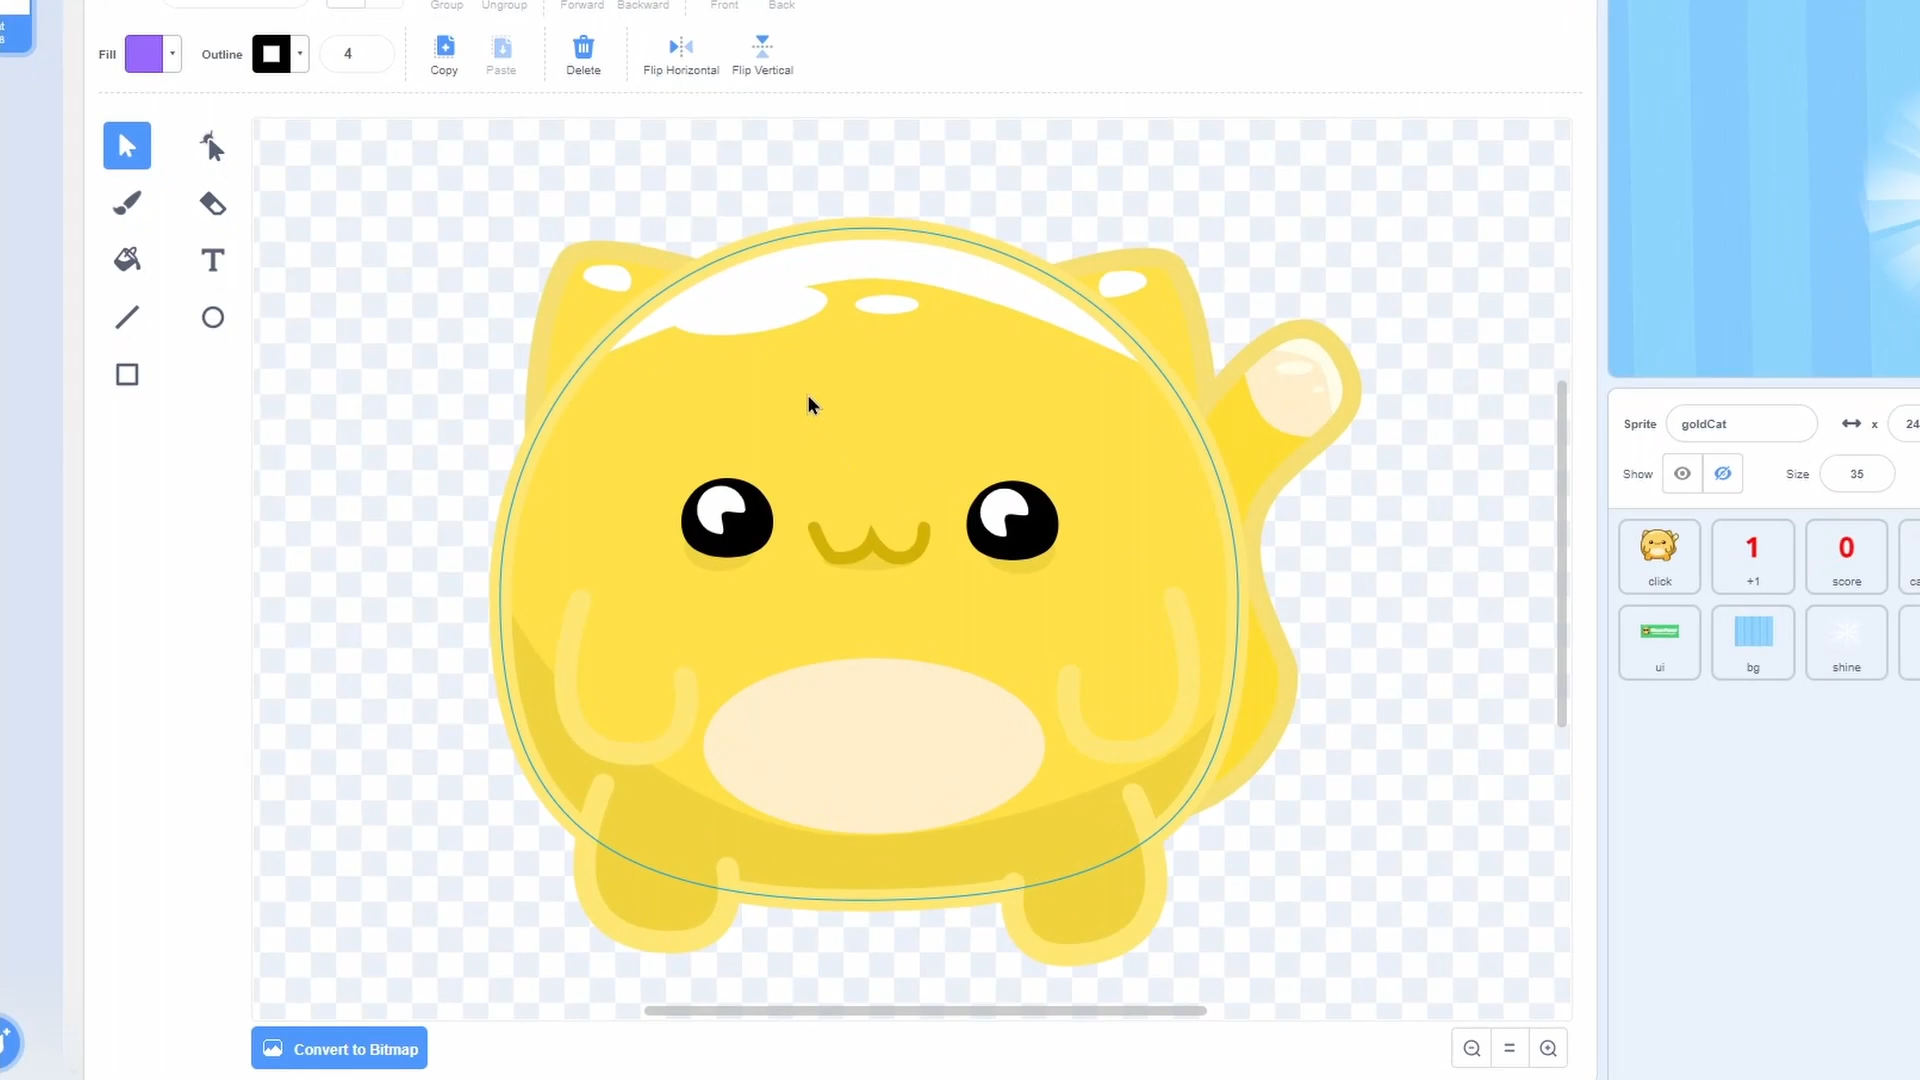 Group Ungroup Forward Backward Front Back
Fill Outline 4 Copy Paste Delete Flip Horizontal Flip Vertical
T
Sprite goldCat x 24
Show Size 35
1 0
click +1 score
ui bg shine
Convert to Bitmap